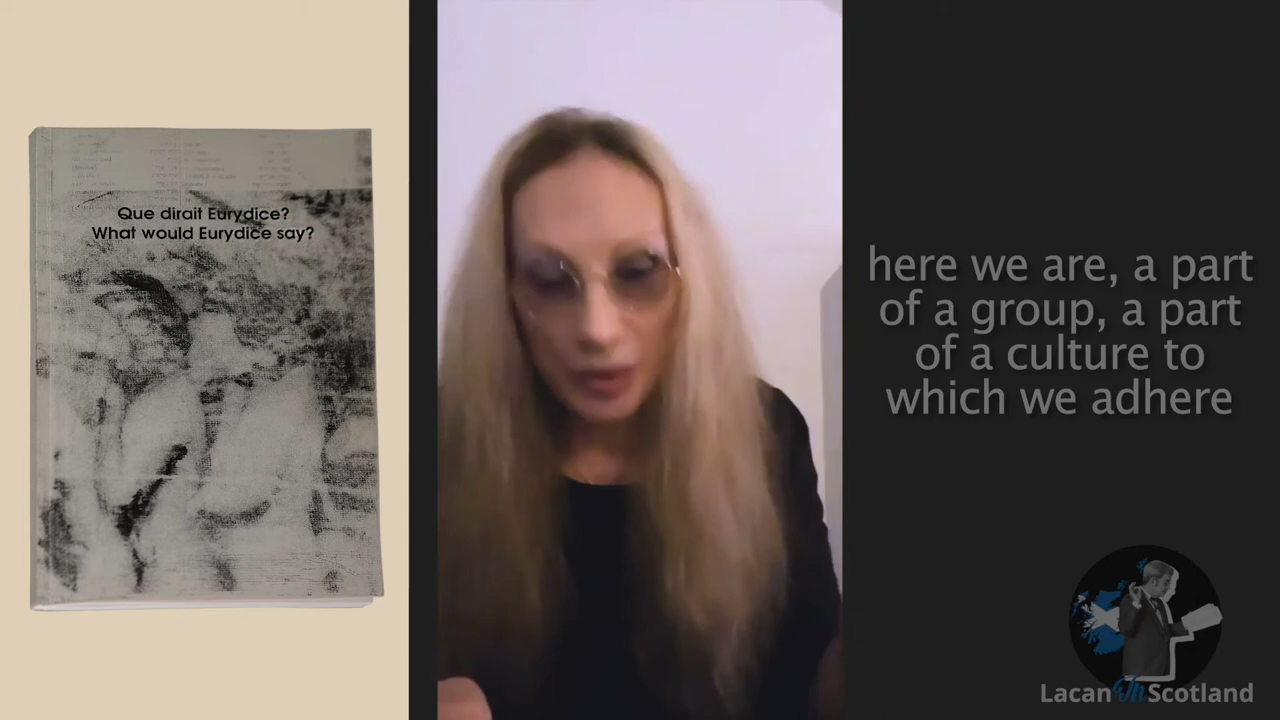 Que dirait Eurydice?
What would Eurydice say?
here we are, a part
of a group, a part
of a culture to
which we adhere
Lacan In Scotland